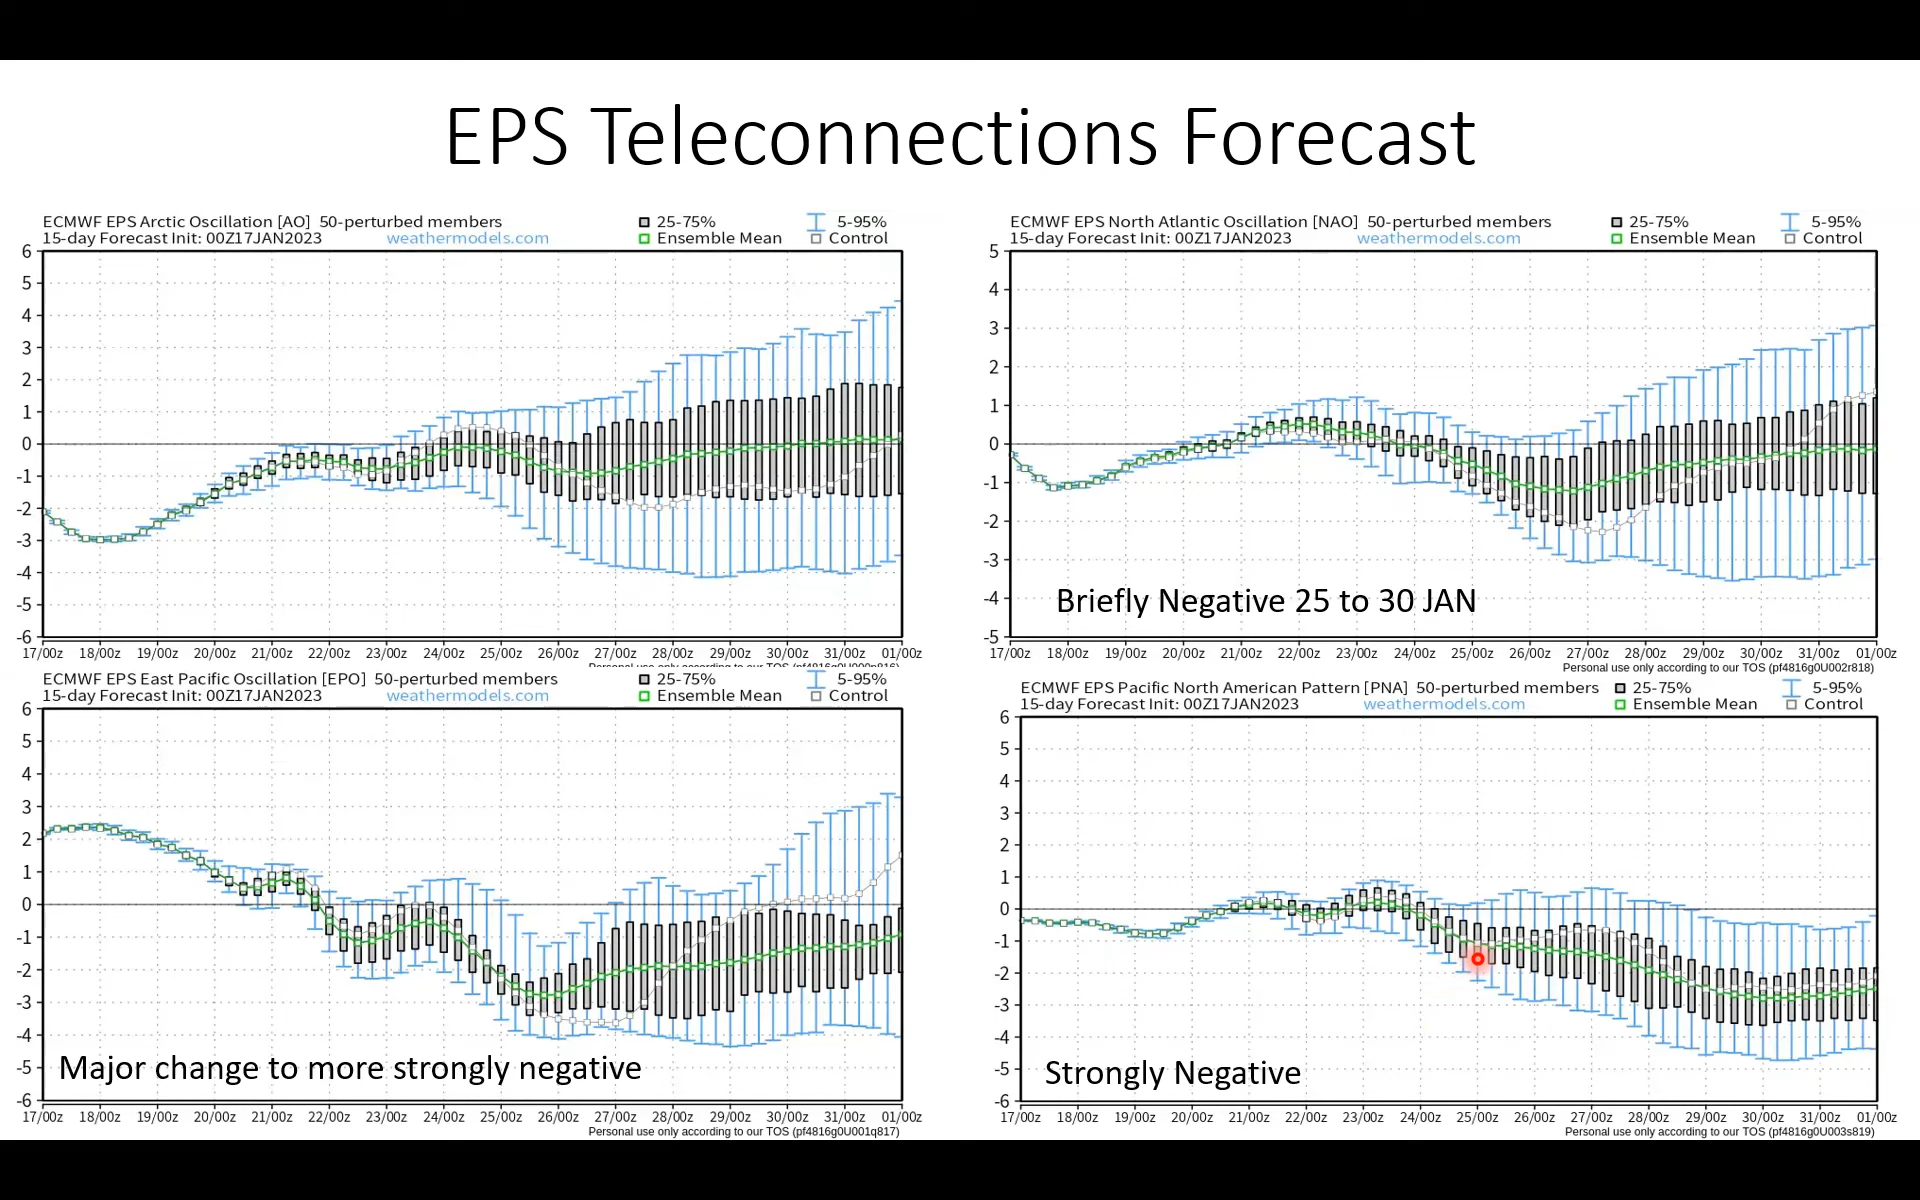 EPS Teleconnections Forecast
ECMWF EPS Arctic Oscillation [AO] 50-perturbed members 25-75% 5-95%
15-day Forecast Init: 00Z17JAN2023 weathermodels.com Ensemble Mean Control
6
5
4
3
2
1
0
-1
-2
-3
-4
-5
-6
17/00z 18/00z 19/00z 20/00z 21/00z 22/00z 23/00z 24/00z 25/00z 26/00z 27/00z 28/00z 29/00z 30/00z 31/00z 01/00z
Personal use only according to our TOS (pf4816g0U000p816)
ECMWF EPS North Atlantic Oscillation [NAO] 50-perturbed members 25-75% 5-95%
15-day Forecast Init: 00Z17JAN2023 weathermodels.com Ensemble Mean Control
5
4
3
2
1
0
-1
-2
-3
-4
-5
Briefly Negative 25 to 30 JAN
17/00z 18/00z 19/00z 20/00z 21/00z 22/00z 23/00z 24/00z 25/00z 26/00z 27/00z 28/00z 29/00z 30/00z 31/00z 01/00z
Personal use only according to our TOS (pf4816g0U002r818)
ECMWF EPS East Pacific Oscillation [EPO] 50-perturbed members 25-75% 5-95%
15-day Forecast Init: 00Z17JAN2023 weathermodels.com Ensemble Mean Control
6
5
4
3
2
1
0
-1
-2
-3
-4
-5
-6
Major change to more strongly negative
17/00z 18/00z 19/00z 20/00z 21/00z 22/00z 23/00z 24/00z 25/00z 26/00z 27/00z 28/00z 29/00z 30/00z 31/00z 01/00z
Personal use only according to our TOS (pf4816g0U001q817)
ECMWF EPS Pacific North American Pattern [PNA] 50-perturbed members 25-75% 5-95%
15-day Forecast Init: 00Z17JAN2023 weathermodels.com Ensemble Mean Control
6
5
4
3
2
1
0
-1
-2
-3
-4
-5
-6
Strongly Negative
17/00z 18/00z 19/00z 20/00z 21/00z 22/00z 23/00z 24/00z 25/00z 26/00z 27/00z 28/00z 29/00z 30/00z 31/00z 01/00z
Personal use only according to our TOS (pf4816g0U003s819)